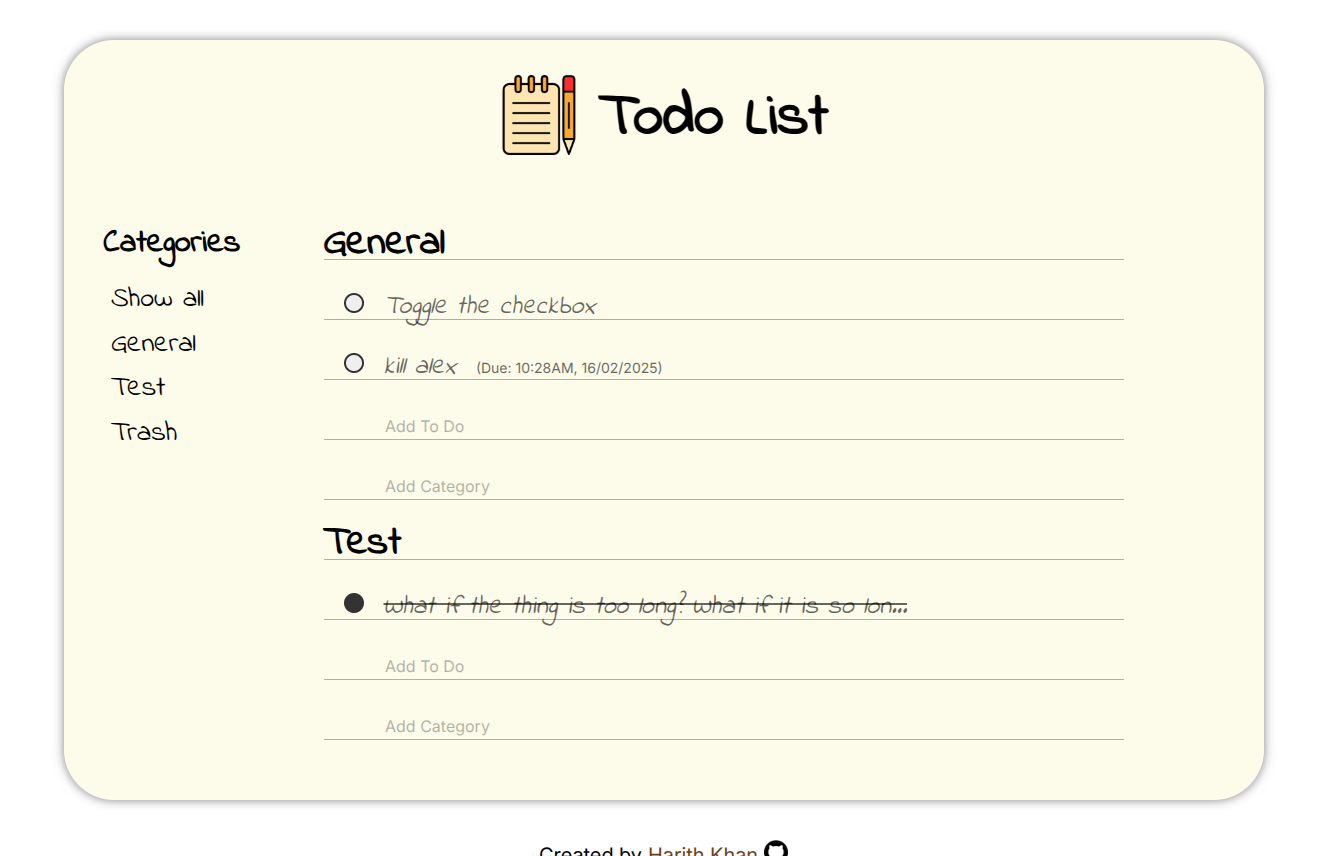 Todo List
Categories
Show all
General
Test
Trash
General
Toggle the checkbox
kill alex (Due: 10:28AM, 16/02/2025)
Add To Do
Add Category
Test
what if the thing is too long? what if it is so lon...
Add To Do
Add Category
Created by Harith Khan